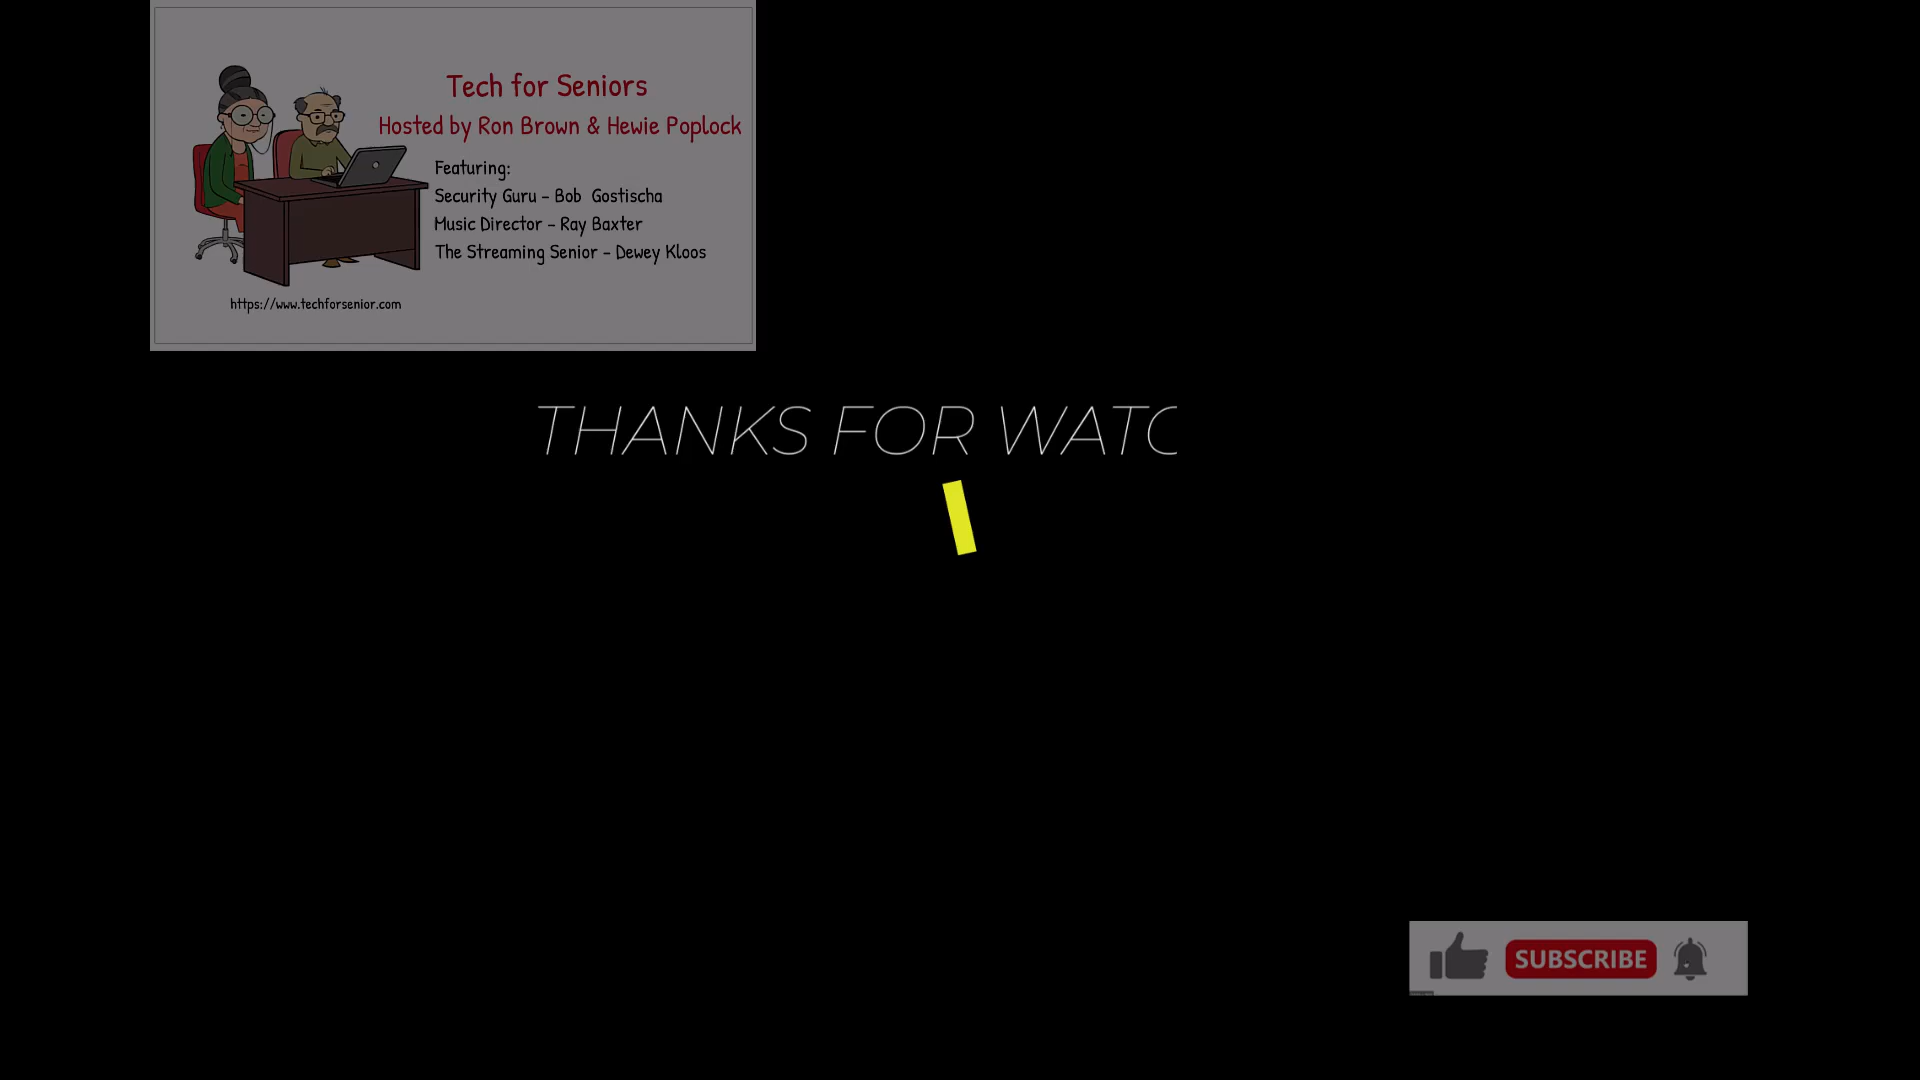 Tech for Seniors
Hosted by Ron Brown & Hewie Poplock
Featuring:
Security Guru – Bob Gostischa
Music Director – Ray Baxter
The Streaming Senior – Dewey Kloos
https://www.techforsenior.com
THANKS FOR WATC
SUBSCRIBE